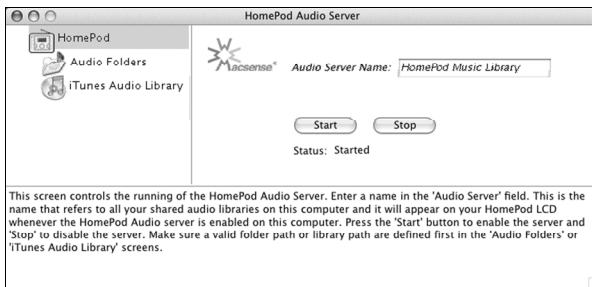 HomePod Audio Server
HomePod
Audio Folders
iTunes Audio Library
Macsense
Audio Server Name: HomePod Music Library
Start Stop
Status: Started
This screen controls the running of the HomePod Audio Server. Enter a name in the 'Audio Server' field. This is the
name that refers to all your shared audio libraries on this computer and it will appear on your HomePod LCD
whenever the HomePod Audio server is enabled on this computer. Press the 'Start' button to enable the server and
'Stop' to disable the server. Make sure a valid folder path or library path are defined first in the 'Audio Folders' or
'iTunes Audio Library' screens.